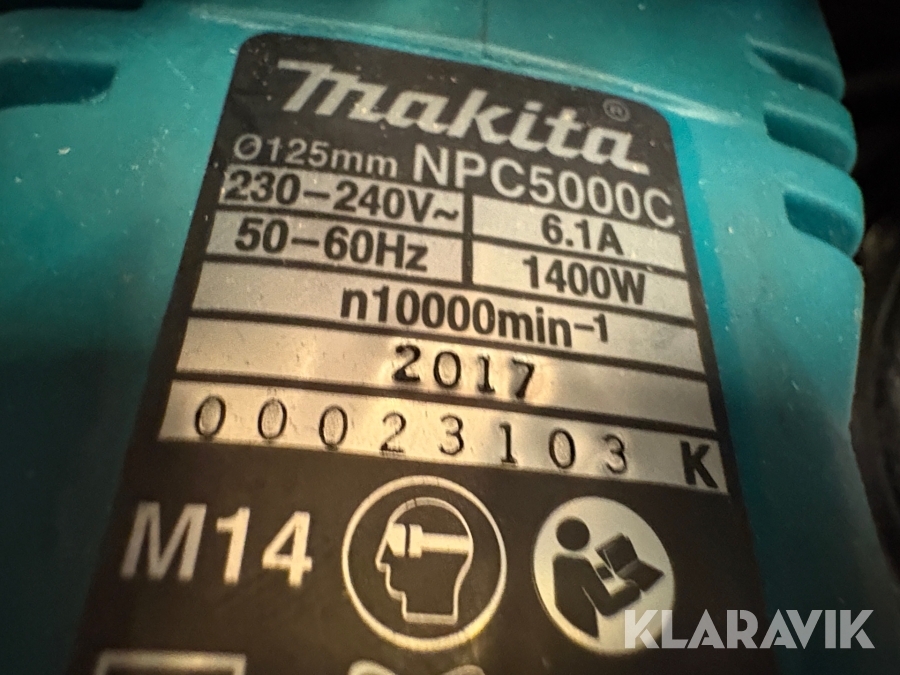 makita®
Ø125mm NPC5000C
230-240V~ 6.1A
50-60Hz 1400W
n10000min-1
2017
00023103 K
M14
KLARAVIK